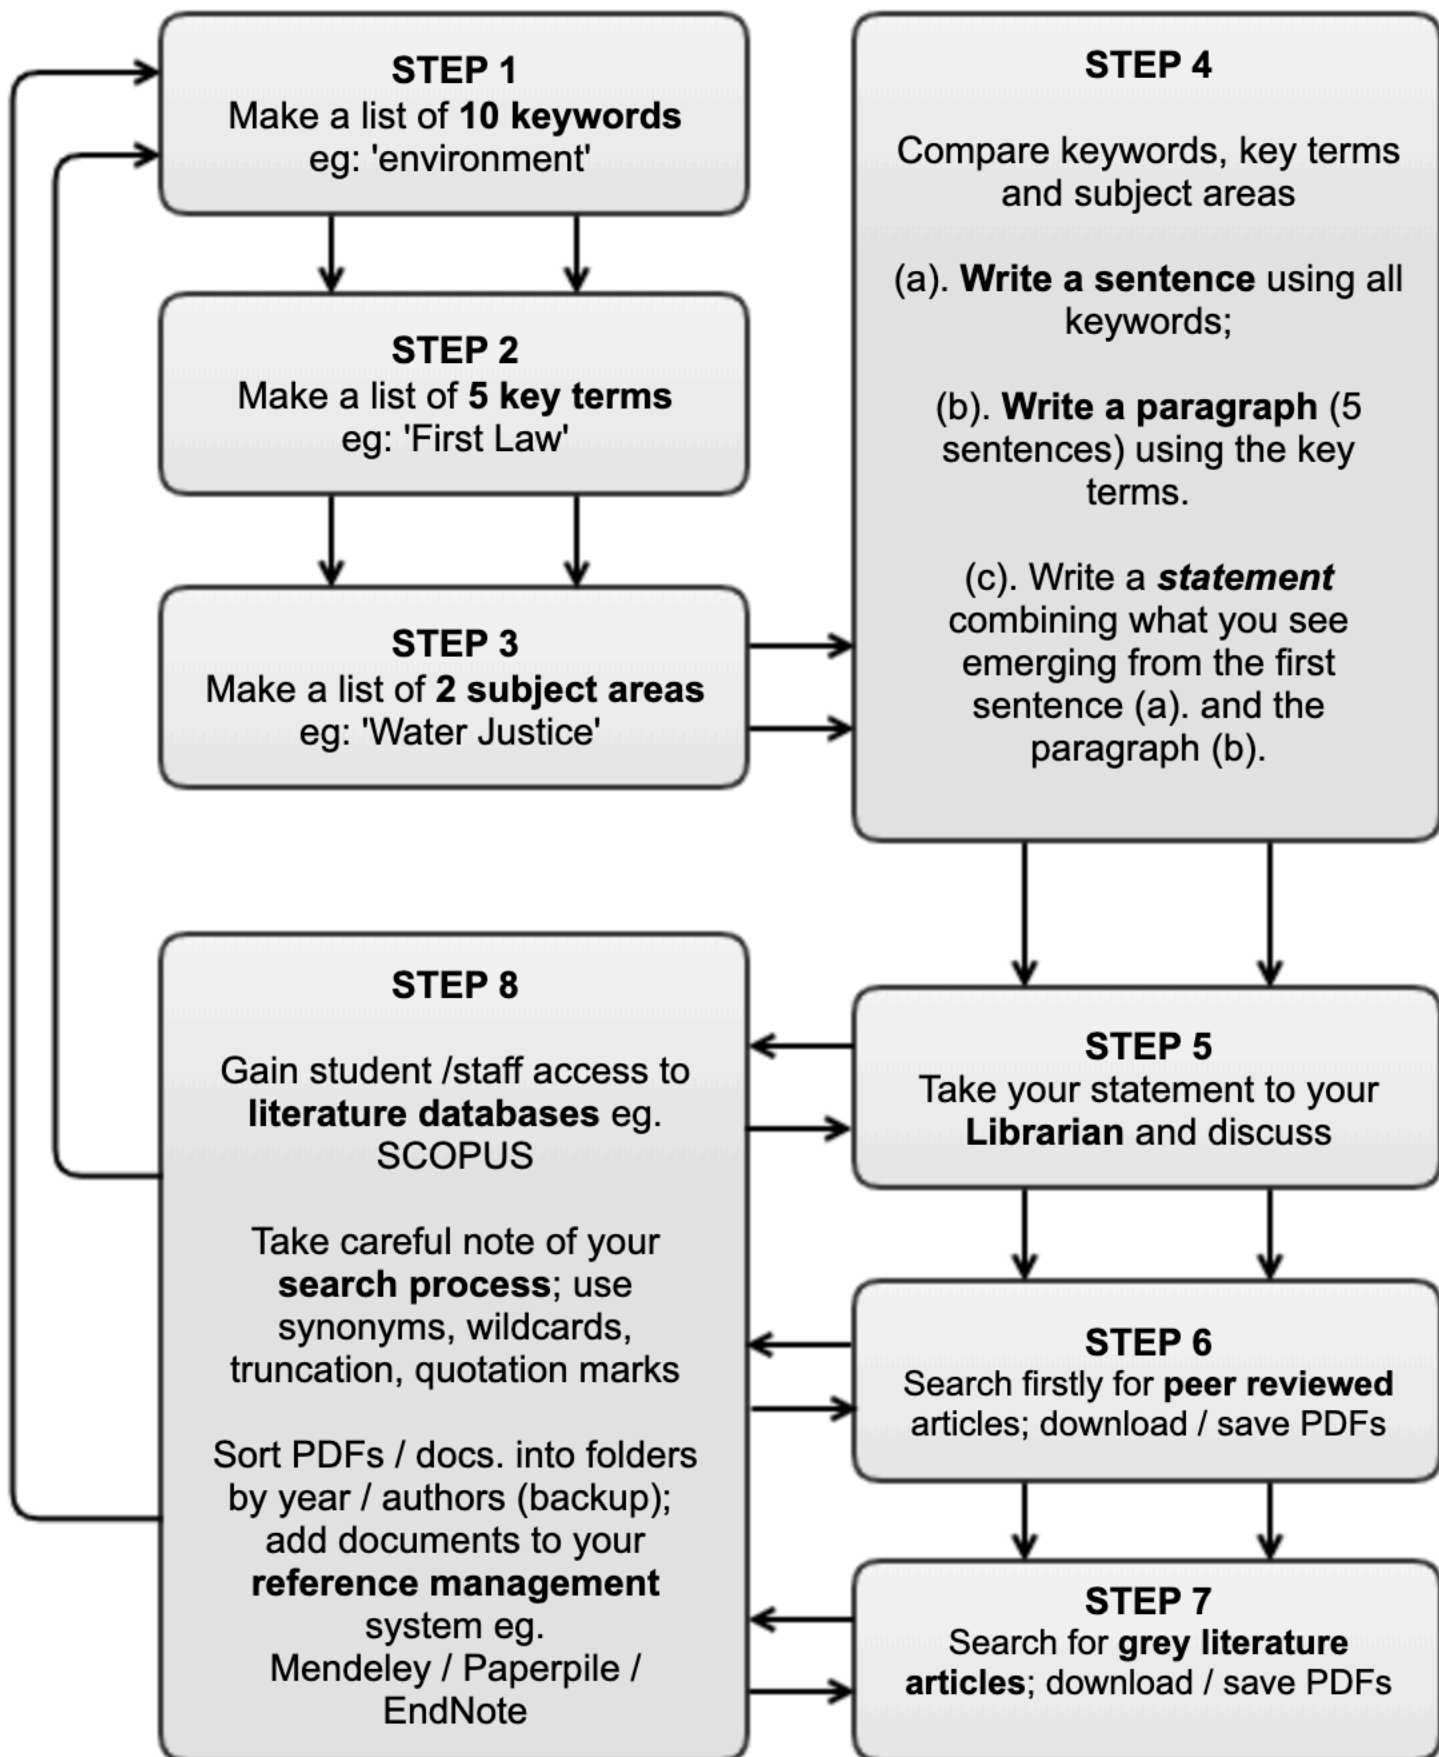 STEP 1
Make a list of 10 keywords
eg: 'environment'
STEP 2
Make a list of 5 key terms
eg: 'First Law'
STEP 3
Make a list of 2 subject areas
eg: 'Water Justice'
STEP 4
Compare keywords, key terms
and subject areas
(a). Write a sentence using all
keywords;
(b). Write a paragraph (5
sentences) using the key
terms.
(c). Write a statement
combining what you see
emerging from the first
sentence (a). and the
paragraph (b).
STEP 5
Take your statement to your
Librarian and discuss
STEP 6
Search firstly for peer reviewed
articles; download / save PDFs
STEP 7
Search for grey literature
articles; download / save PDFs
STEP 8
Gain student /staff access to
literature databases eg.
SCOPUS
Take careful note of your
search process; use
synonyms, wildcards,
truncation, quotation marks
Sort PDFs / docs. into folders
by year / authors (backup);
add documents to your
reference management
system eg.
Mendeley / Paperpile /
EndNote